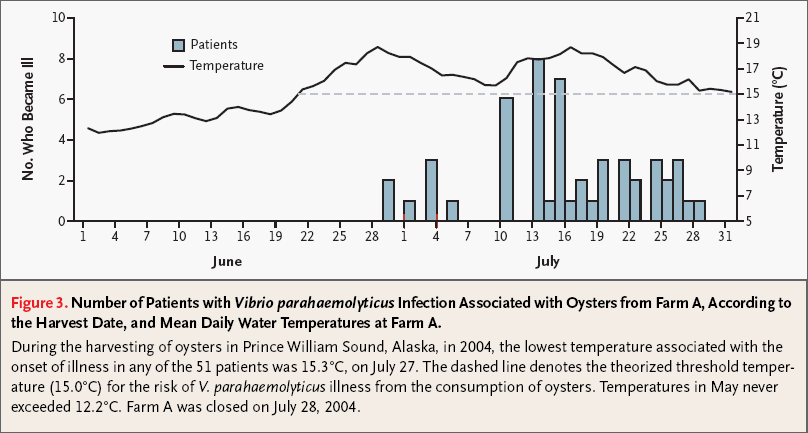 10
8
6
4
2
0
No. Who Became Ill
Patients
Temperature
21
19
17
15
13
11
9
7
5
Temperature (°C)
1 4 7 10 13 16 19 22 25 28 1 4 7 10 13 16 19 22 25 28 31
June July
Figure 3. Number of Patients with Vibrio parahaemolyticus Infection Associated with Oysters from Farm A, According to
the Harvest Date, and Mean Daily Water Temperatures at Farm A.
During the harvesting of oysters in Prince William Sound, Alaska, in 2004, the lowest temperature associated with the
onset of illness in any of the 51 patients was 15.3°C, on July 27. The dashed line denotes the theorized threshold temper-
ature (15.0°C) for the risk of V. parahaemolyticus illness from the consumption of oysters. Temperatures in May never
exceeded 12.2°C. Farm A was closed on July 28, 2004.